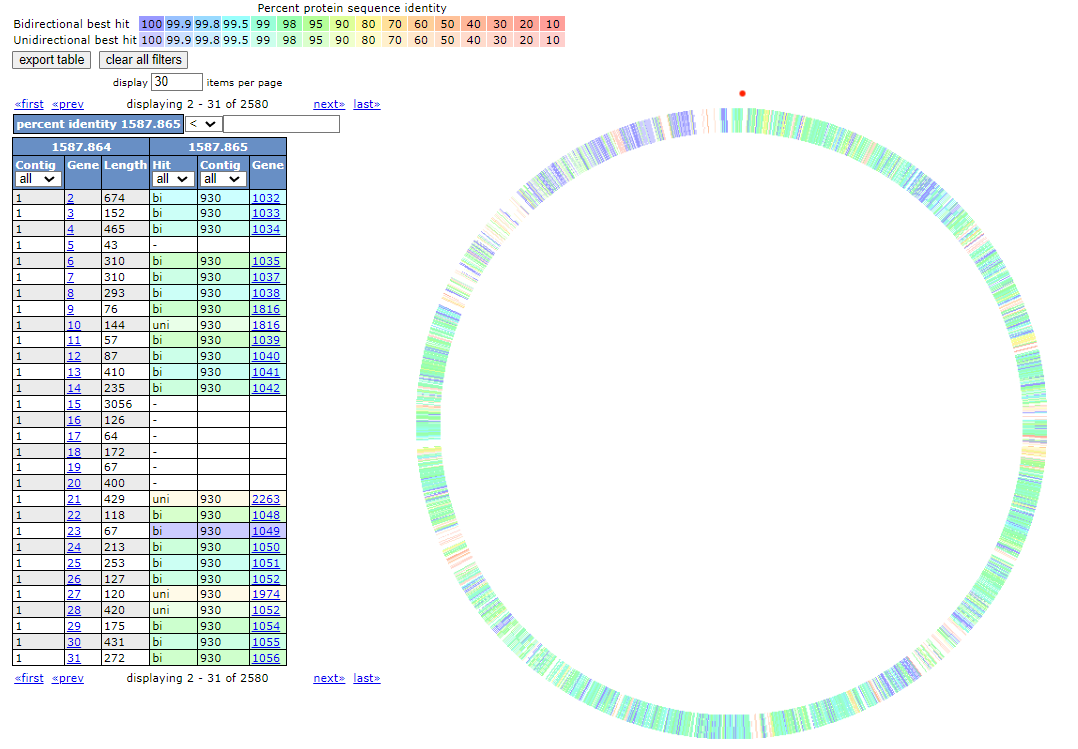 Percent protein sequence identity
Bidirectional best hit 100 99.9 99.8 99.5 99 98 95 90 80 70 60 50 40 30 20 10
Unidirectional best hit 100 99.9 99.8 99.5 99 98 95 90 80 70 60 50 40 30 20 10
export table clear all filters
display 30 items per page
«first «prev displaying 2 - 31 of 2580 next» last»
percent identity 1587.865 <
1587.864 1587.865
Contig Gene Length Hit Contig Gene
all all all
1 2 674 bi 930 1032
1 3 152 bi 930 1033
1 4 465 bi 930 1034
1 5 43 -
1 6 310 bi 930 1035
1 7 310 bi 930 1037
1 8 293 bi 930 1038
1 9 76 bi 930 1816
1 10 144 uni 930 1816
1 11 57 bi 930 1039
1 12 87 bi 930 1040
1 13 410 bi 930 1041
1 14 235 bi 930 1042
1 15 3056 -
1 16 126 -
1 17 64 -
1 18 172 -
1 19 67 -
1 20 400 -
1 21 429 uni 930 2263
1 22 118 bi 930 1048
1 23 67 bi 930 1049
1 24 213 bi 930 1050
1 25 253 bi 930 1051
1 26 127 bi 930 1052
1 27 120 uni 930 1974
1 28 420 uni 930 1052
1 29 175 bi 930 1054
1 30 431 bi 930 1055
1 31 272 bi 930 1056
«first «prev displaying 2 - 31 of 2580 next» last»